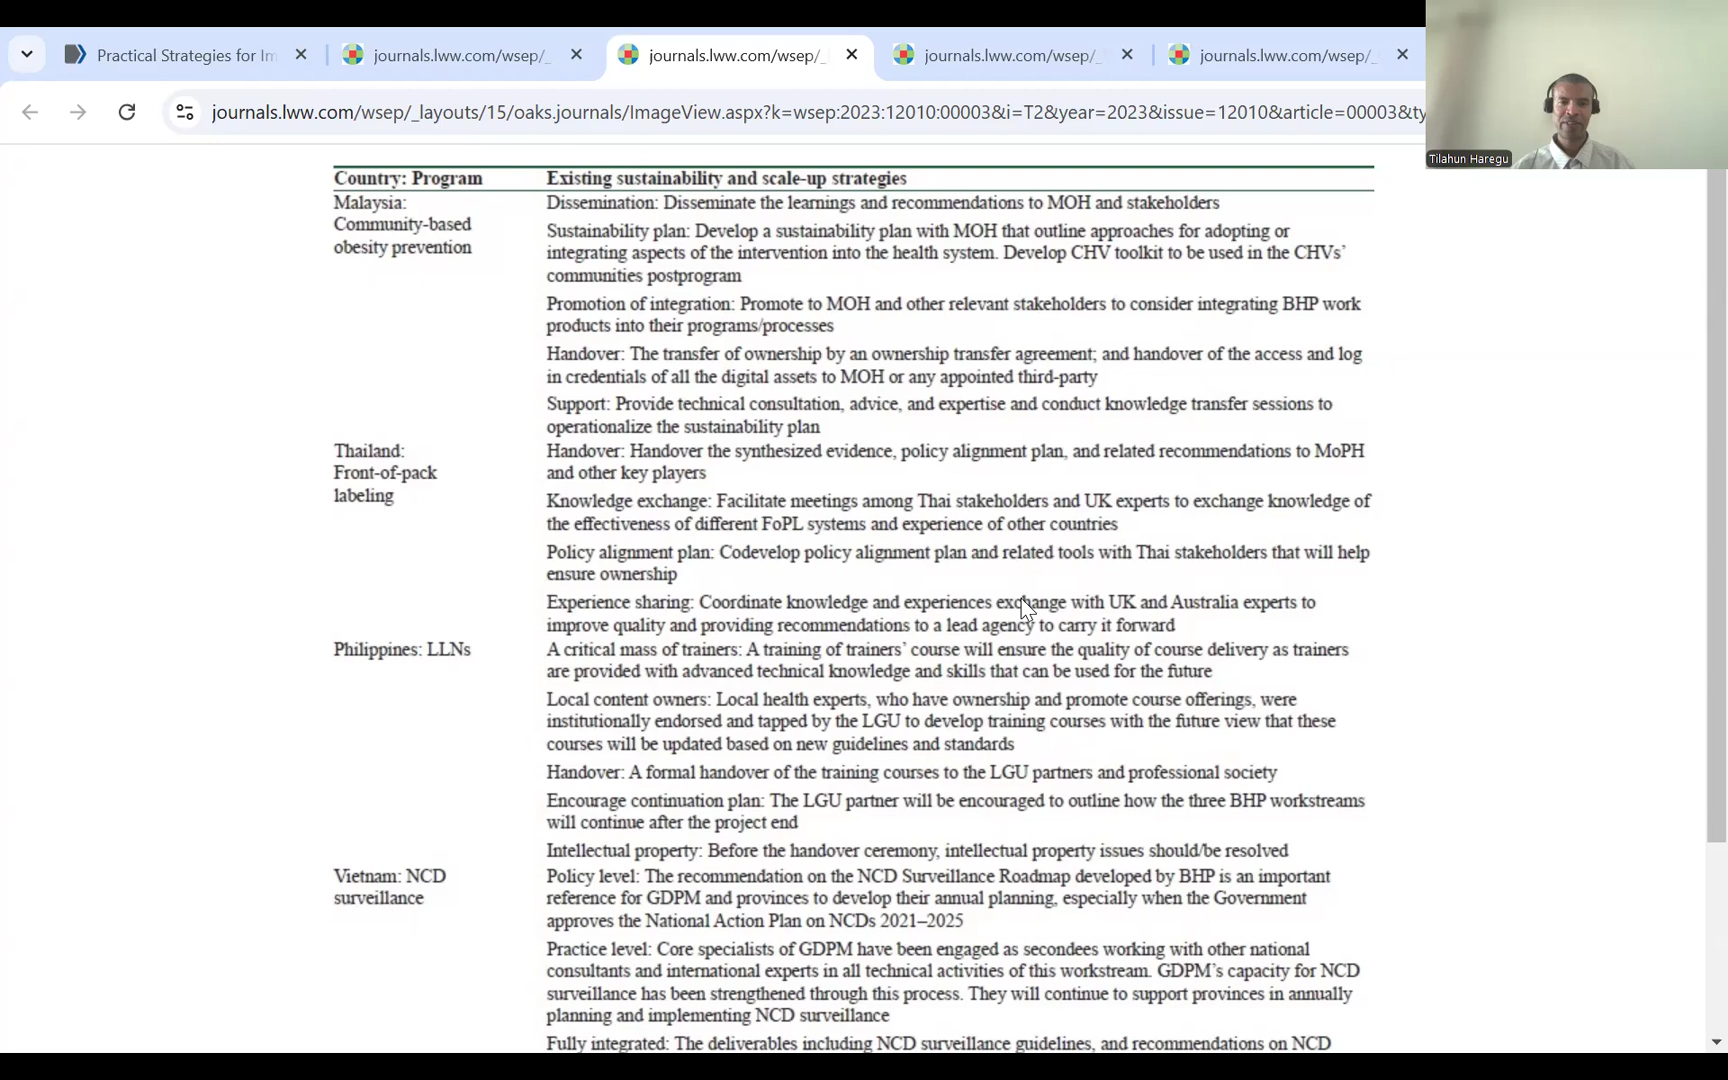 Practical Strategies for Im
journals.lww.com/wsep/_
journals.lww.com/wsep/_
journals.lww.com/wsep/_
journals.lww.com/wsep/_
journals.lww.com/wsep/_layouts/15/oaks.journals/ImageView.aspx?k=wsep:2023:12010:00003&i=T2&year=2023&issue=12010&article=00003&ty
Tilahun Haregu
Country: Program
Existing sustainability and scale-up strategies
Malaysia:
Community-based
obesity prevention
Dissemination: Disseminate the learnings and recommendations to MOH and stakeholders
Sustainability plan: Develop a sustainability plan with MOH that outline approaches for adopting or
integrating aspects of the intervention into the health system. Develop CHV toolkit to be used in the CHVs’
communities postprogram
Promotion of integration: Promote to MOH and other relevant stakeholders to consider integrating BHP work
products into their programs/processes
Handover: The transfer of ownership by an ownership transfer agreement; and handover of the access and log
in credentials of all the digital assets to MOH or any appointed third-party
Support: Provide technical consultation, advice, and expertise and conduct knowledge transfer sessions to
operationalize the sustainability plan
Thailand:
Front-of-pack
labeling
Handover: Handover the synthesized evidence, policy alignment plan, and related recommendations to MoPH
and other key players
Knowledge exchange: Facilitate meetings among Thai stakeholders and UK experts to exchange knowledge of
the effectiveness of different FoPL systems and experience of other countries
Policy alignment plan: Codevelop policy alignment plan and related tools with Thai stakeholders that will help
ensure ownership
Experience sharing: Coordinate knowledge and experiences exchange with UK and Australia experts to
improve quality and providing recommendations to a lead agency to carry it forward
Philippines: LLNs
A critical mass of trainers: A training of trainers’ course will ensure the quality of course delivery as trainers
are provided with advanced technical knowledge and skills that can be used for the future
Local content owners: Local health experts, who have ownership and promote course offerings, were
institutionally endorsed and tapped by the LGU to develop training courses with the future view that these
courses will be updated based on new guidelines and standards
Handover: A formal handover of the training courses to the LGU partners and professional society
Encourage continuation plan: The LGU partner will be encouraged to outline how the three BHP workstreams
will continue after the project end
Intellectual property: Before the handover ceremony, intellectual property issues should/be resolved
Vietnam: NCD
surveillance
Policy level: The recommendation on the NCD Surveillance Roadmap developed by BHP is an important
reference for GDPM and provinces to develop their annual planning, especially when the Government
approves the National Action Plan on NCDs 2021–2025
Practice level: Core specialists of GDPM have been engaged as secondees working with other national
consultants and international experts in all technical activities of this workstream. GDPM’s capacity for NCD
surveillance has been strengthened through this process. They will continue to support provinces in annually
planning and implementing NCD surveillance
Fully integrated: The deliverables including NCD surveillance guidelines, and recommendations on NCD